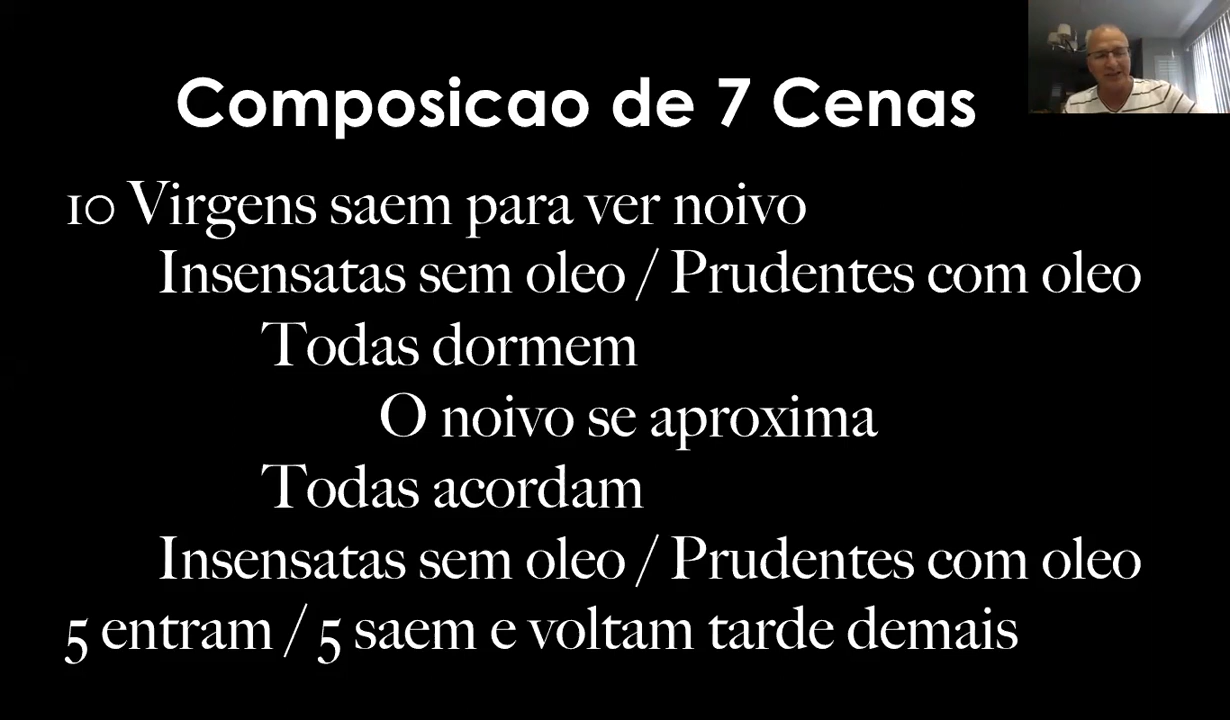 Composicao de 7 Cenas
10 Virgens saem para ver noivo
Insensatas sem oleo / Prudentes com oleo
Todas dormem
O noivo se aproxima
Todas acordam
Insensatas sem oleo / Prudentes com oleo
5 entram / 5 saem e voltam tarde demais